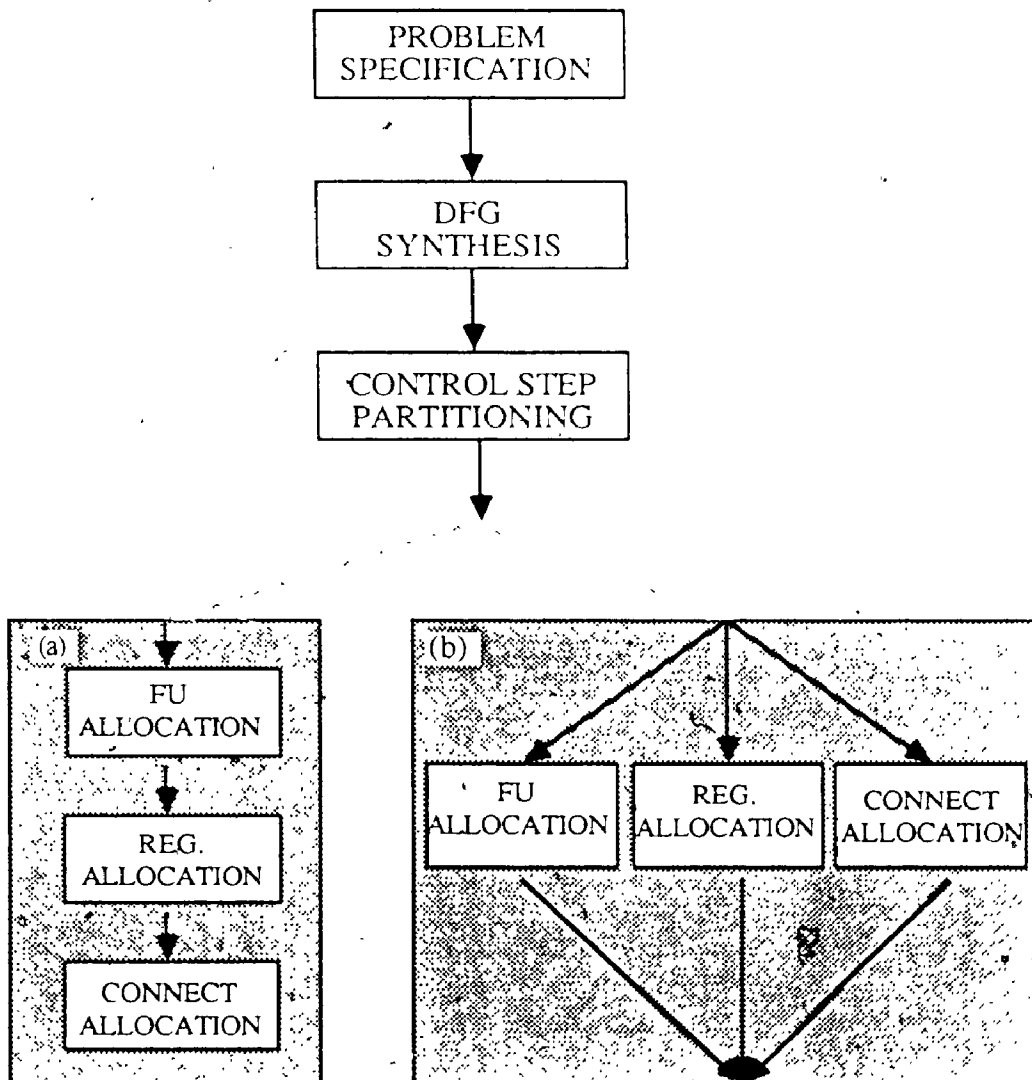 PROBLEM
SPECIFICATION
DFG
SYNTHESIS
CONTROL STEP
PARTITIONING
(a)
FU
ALLOCATION
REG.
ALLOCATION
CONNECT
ALLOCATION
(b)
FU
ALLOCATION
REG.
ALLOCATION
CONNECT
ALLOCATION